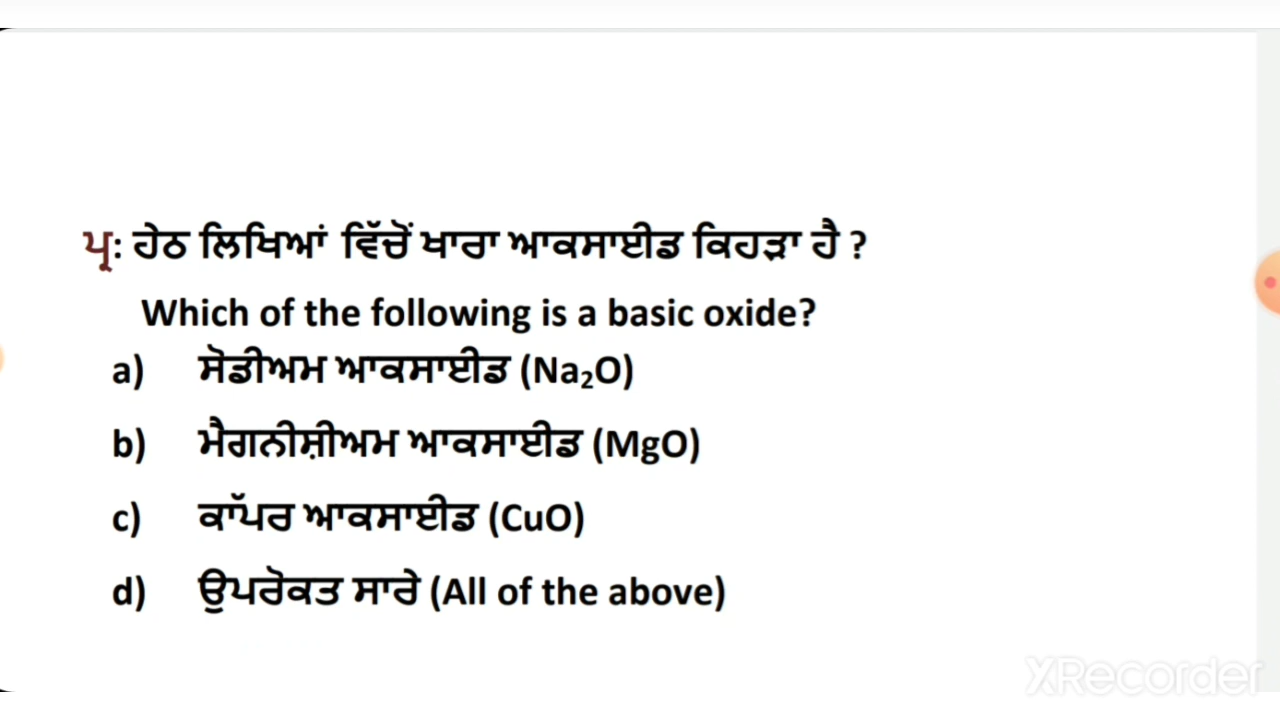 ਪ੍ਰ: ਹੇਠ ਲਿਖਿਆਂ ਵਿੱਚੋਂ ਖਾਰਾ ਆਕਸਾਈਡ ਕਿਹੜਾ ਹੈ ?
Which of the following is a basic oxide?
a) ਸੋਡੀਅਮ ਆਕਸਾਈਡ (Na₂O)
b) ਮੈਗਨੀਸ਼ੀਅਮ ਆਕਸਾਈਡ (MgO)
c) ਕਾੱਪਰ ਆਕਸਾਈਡ (CuO)
d) ਉਪਰੋਕਤ ਸਾਰੇ (All of the above)
XRecorder